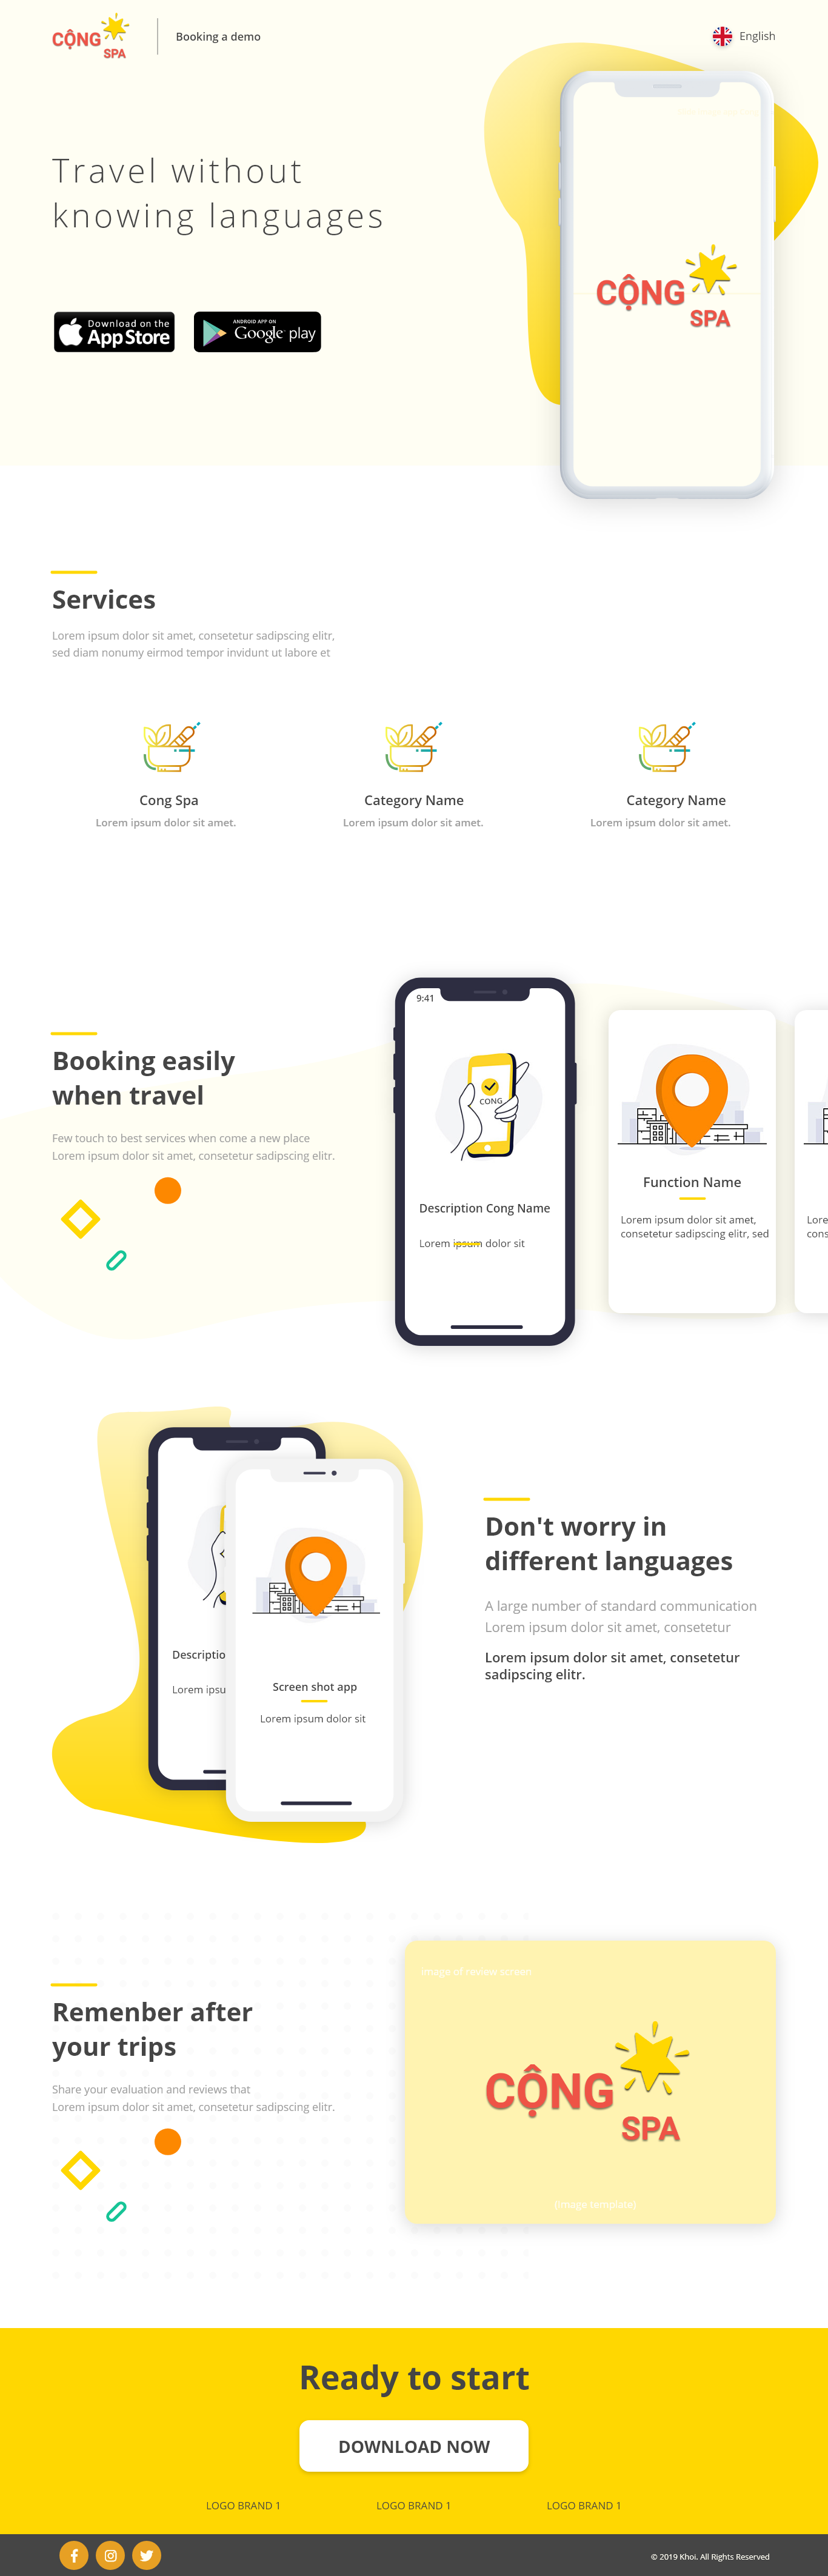 CỘNG
SPA
Booking a demo
English
Travel without
knowing languages
CỘNG
SPA
Download on the
App Store
ANDROID APP ON
Google play
Services
Lorem ipsum dolor sit amet, consetetur sadipscing elitr,
sed diam nonumy eirmod tempor invidunt ut labore et
Cong Spa
Lorem ipsum dolor sit amet.
Category Name
Lorem ipsum dolor sit amet.
Category Name
Lorem ipsum dolor sit amet.
Booking easily
when travel
Few touch to best services when come a new place
Lorem ipsum dolor sit amet, consetetur sadipscing elitr.
9:41
CONG
Description Cong Name
Lorem ipsum dolor sit
Function Name
Lorem ipsum dolor sit amet,
consetetur sadipscing elitr, sed
Lore
cons
Descriptio
Lorem ipsu
Screen shot app
Lorem ipsum dolor sit
Don't worry in
different languages
A large number of standard communication
Lorem ipsum dolor sit amet, consetetur
Lorem ipsum dolor sit amet, consetetur
sadipscing elitr.
Remenber after
your trips
Share your evaluation and reviews that
Lorem ipsum dolor sit amet, consetetur sadipscing elitr.
image of review screen
CỘNG
SPA
(image template)
Ready to start
DOWNLOAD NOW
LOGO BRAND 1
LOGO BRAND 1
LOGO BRAND 1
© 2019 Khoi. All Rights Reserved